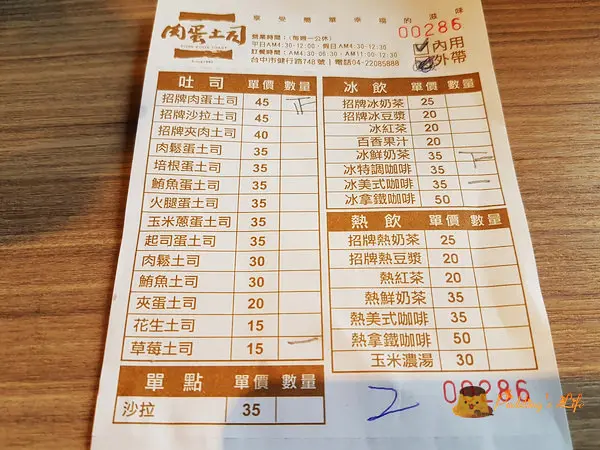 享受簡單幸福的滋味
肉蛋土司
00286
營業時間:(每週一公休)
平日AM4:30-12:00，假日AM4:30-12:30
訂餐時間:AM4:30-06:30 AM11:00-12:30
台中市健行路748號｜電話04-22085888
內用
外帶
吐司 單價 數量
招牌肉蛋土司 45
招牌沙拉土司 45
招牌夾肉土司 40
肉鬆蛋土司 35
培根蛋土司 35
鮪魚蛋土司 35
火腿蛋土司 35
玉米蔥蛋土司 35
起司蛋土司 35
肉鬆土司 30
鮪魚土司 30
夾蛋土司 20
花生土司 15
草莓土司 15 一
單點 單價 數量
沙拉 35
冰飲 單價 數量
招牌冰奶茶 25
招牌冰豆漿 20
冰紅茶 20
百香果汁 20
冰鮮奶茶 35 下
冰特調咖啡 35
冰美式咖啡 35 一
冰拿鐵咖啡 50
熱飲 單價 數量
招牌熱奶茶 25
招牌熱豆漿 20
熱紅茶 20
熱鮮奶茶 35
熱美式咖啡 35
熱拿鐵咖啡 50
玉米濃湯 30
2
00286